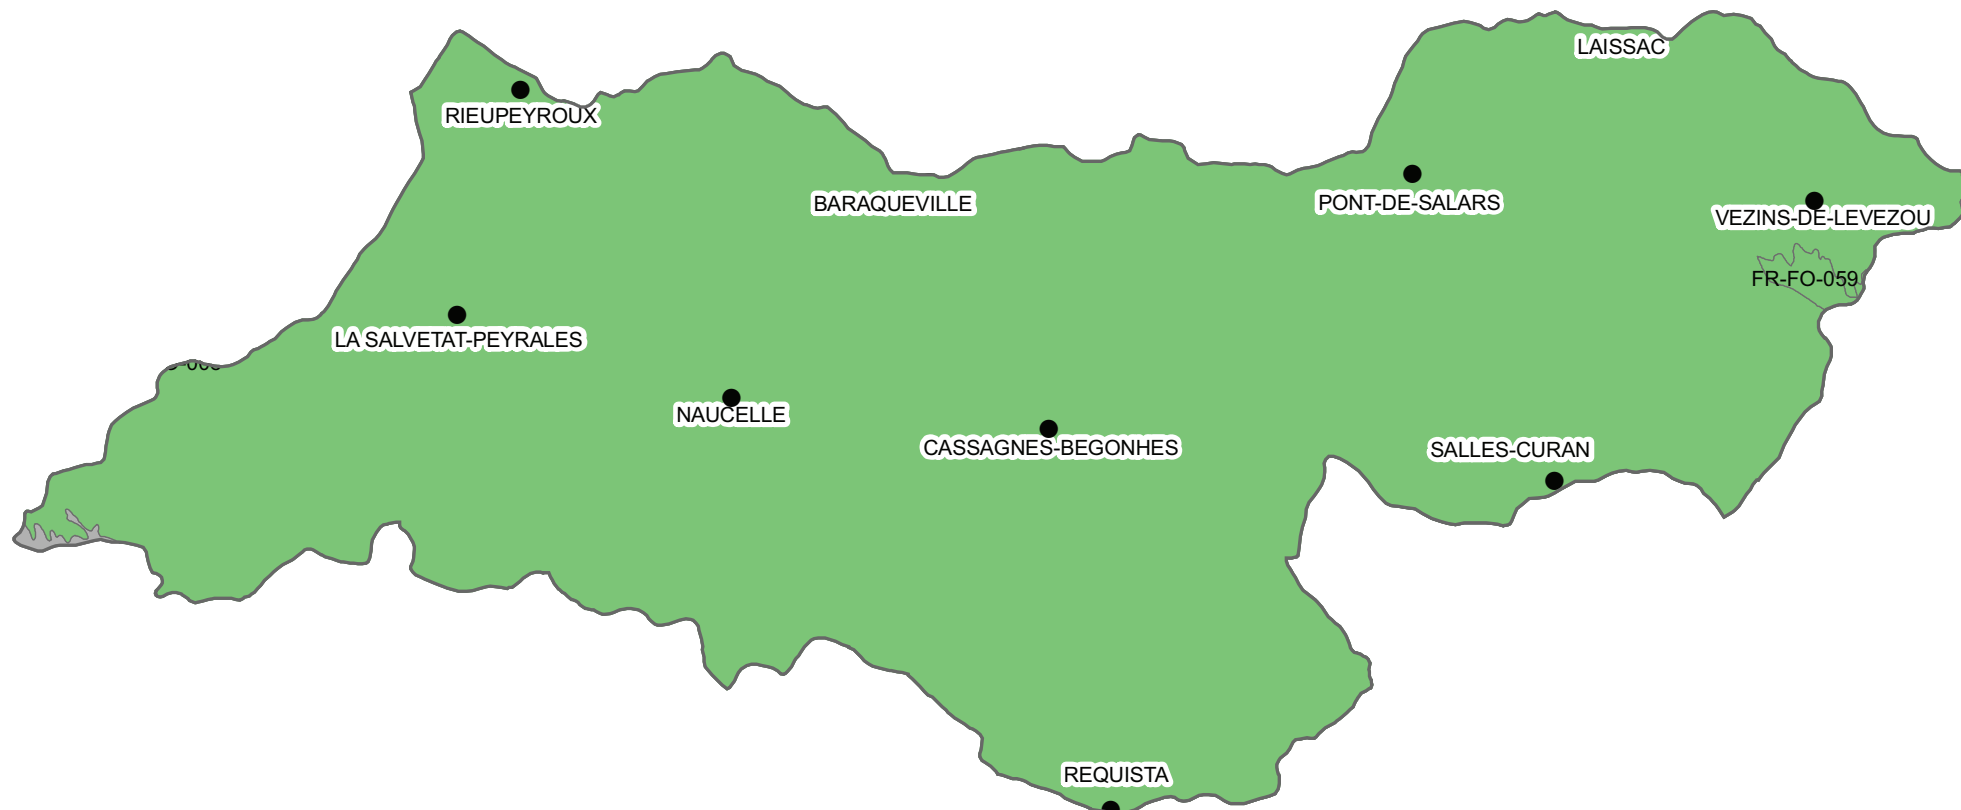 LAISSAC
RIEUPEYROUX
BARAQUEVILLE
PONT-DE-SALARS
VEZINS-DE-LEVEZOU
FR-FO-059
LA SALVETAT-PEYRALES
NAUCELLE
CASSAGNES-BEGONHES
SALLES-CURAN
REQUISTA